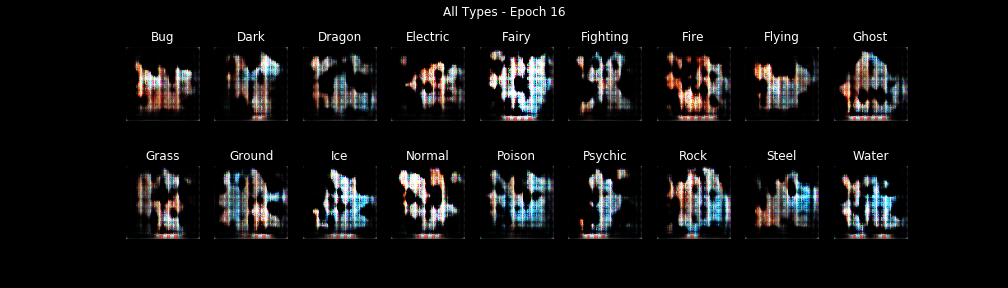 All Types - Epoch 16
Bug Dark Dragon Electric Fairy Fighting Fire Flying Ghost
Grass Ground Ice Normal Poison Psychic Rock Steel Water